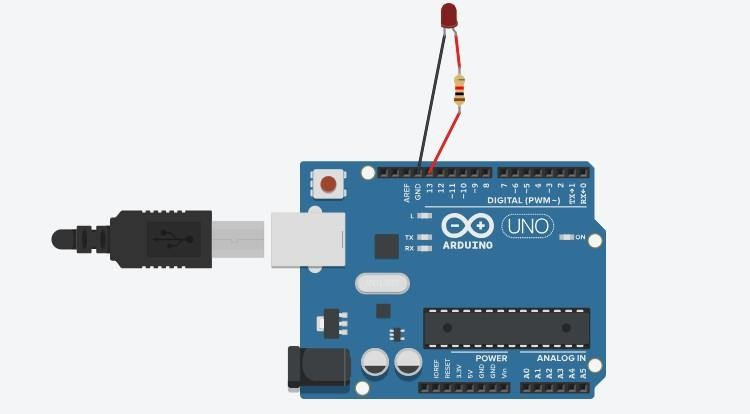 AREF
GND
13
12
~11
~10
~9
8
7
~6
~5
4
~3
2
TX→1
RX←0
DIGITAL (PWM~)
L
TX
RX
ARDUINO
UNO
ON
POWER
ANALOG IN
IOREF
RESET
3.3V
5V
GND
GND
Vin
A0
A1
A2
A3
A4
A5